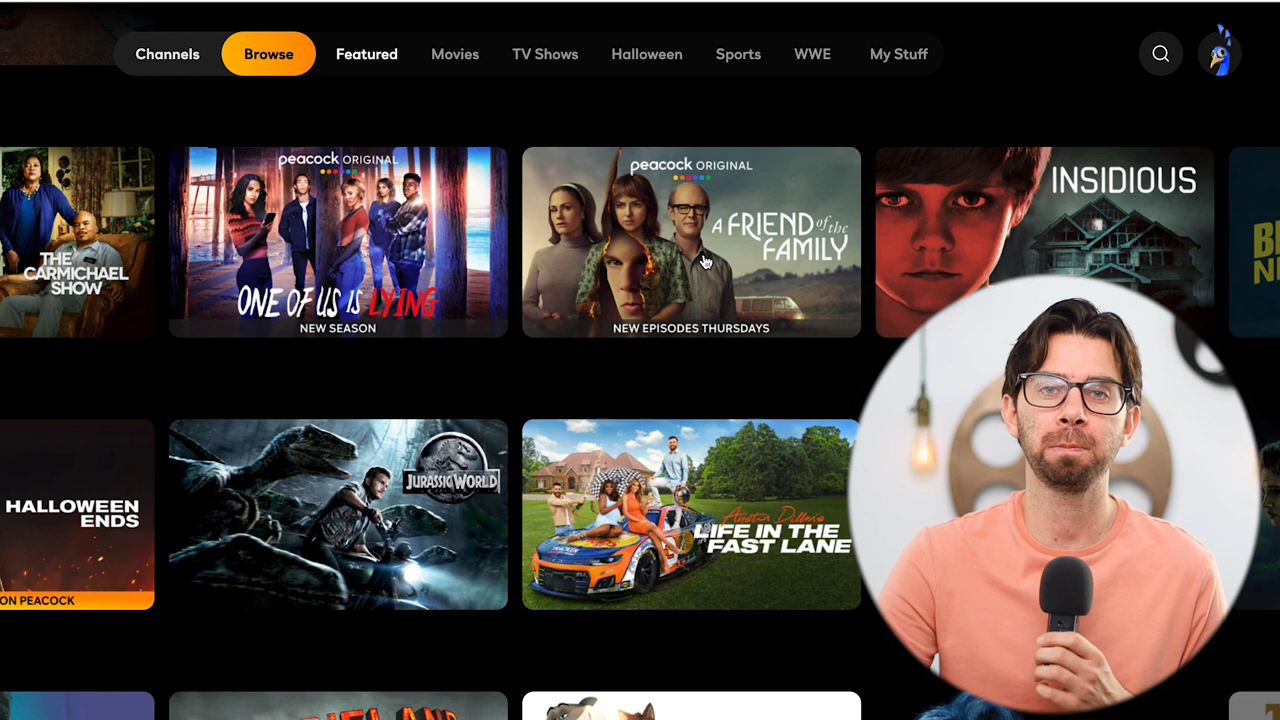 Channels
Browse
Featured
Movies
TV Shows
Halloween
Sports
WWE
My Stuff
THE
CARMICHAEL
SHOW
peacock ORIGINAL
ONE OF US IS LYING
NEW SEASON
peacock ORIGINAL
A FRIEND of the
FAMILY
NEW EPISODES THURSDAYS
INSIDIOUS
HALLOWEEN
ENDS
ON PEACOCK
JURASSIC WORLD
Austin Dillon's
LIFE IN THE
FAST LANE